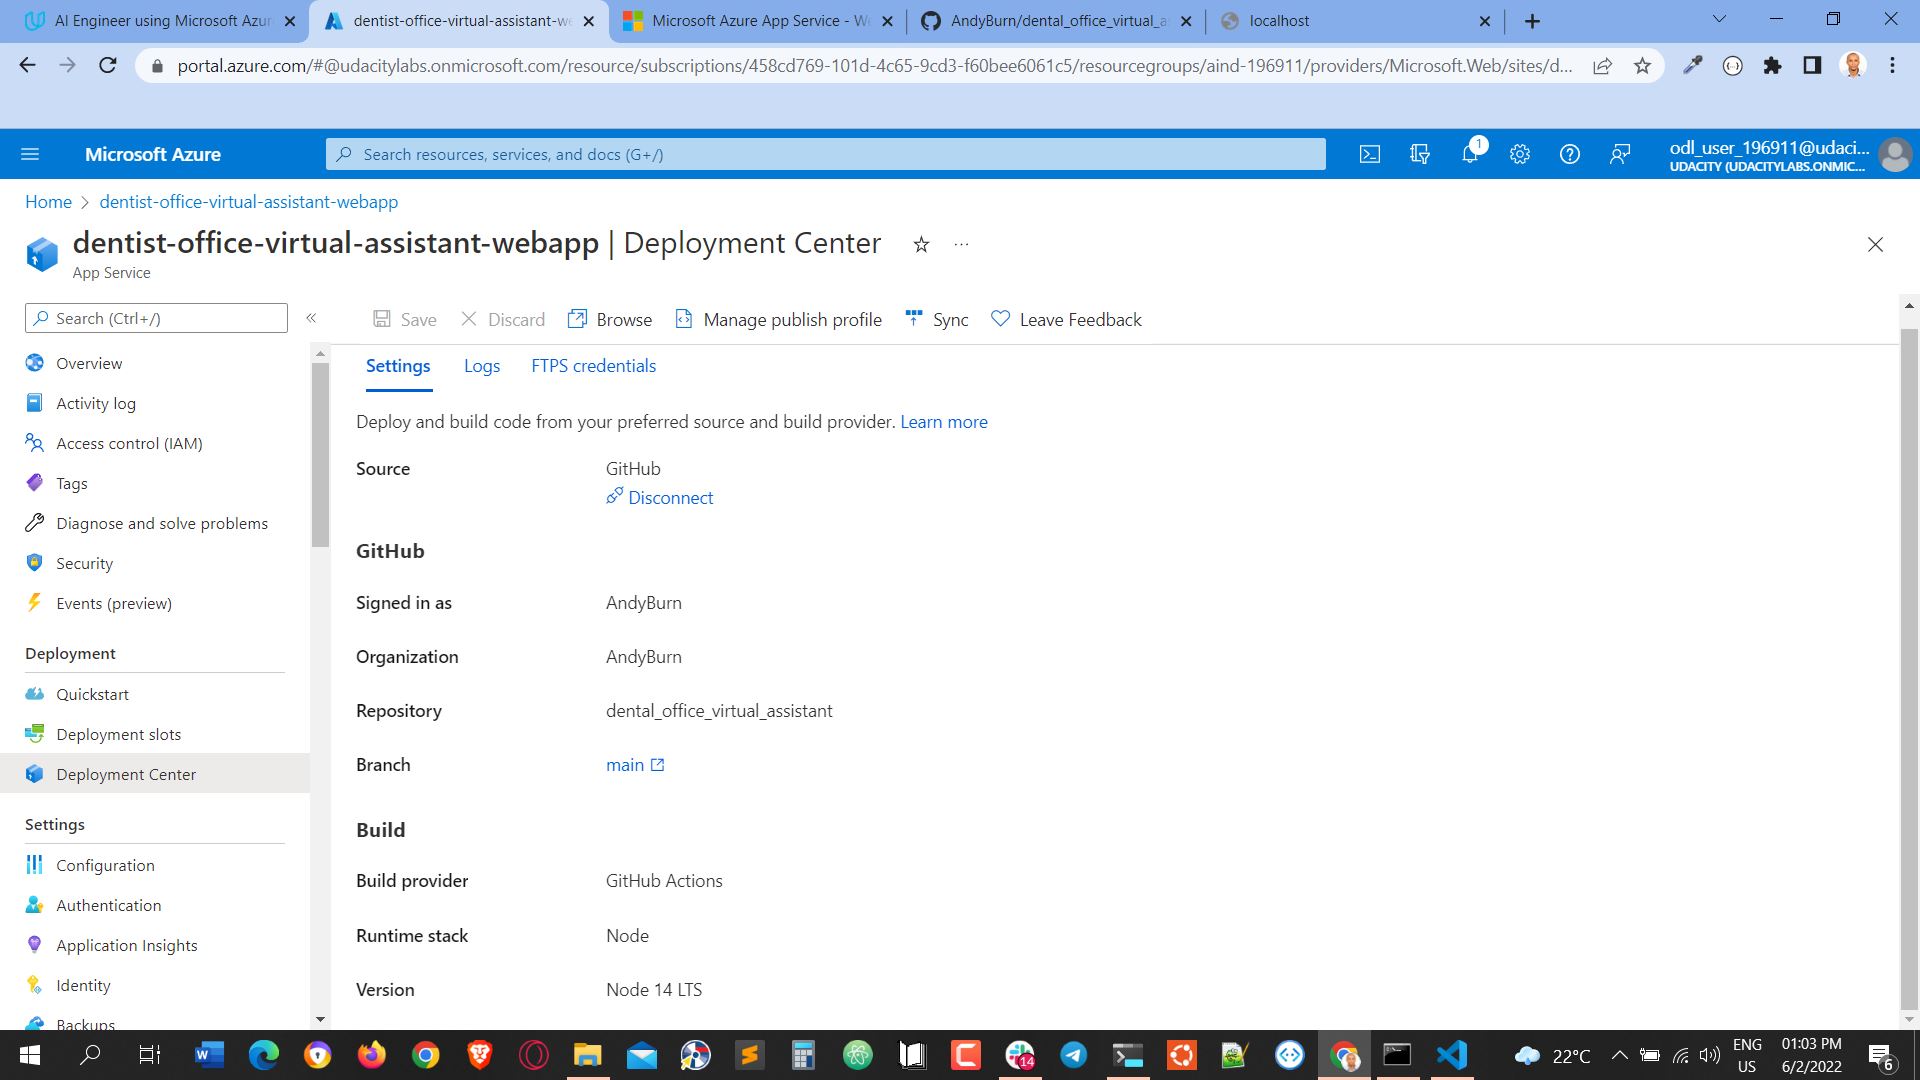 AI Engineer using Microsoft Azur
dentist-office-virtual-assistant-we
Microsoft Azure App Service - We
AndyBurn/dental_office_virtual_as
localhost
portal.azure.com/#@udacitylabs.onmicrosoft.com/resource/subscriptions/458cd769-101d-4c65-9cd3-f60bee6061c5/resourcegroups/aind-196911/providers/Microsoft.Web/sites/d...
Microsoft Azure
Search resources, services, and docs (G+/)
1
odl_user_196911@udaci...
UDACITY (UDACITYLABS.ONMIC...
Home > dentist-office-virtual-assistant-webapp
dentist-office-virtual-assistant-webapp | Deployment Center
App Service
Search (Ctrl+/)
Save
Discard
Browse
Manage publish profile
Sync
Leave Feedback
Overview
Activity log
Access control (IAM)
Tags
Diagnose and solve problems
Security
Events (preview)
Deployment
Quickstart
Deployment slots
Deployment Center
Settings
Configuration
Authentication
Application Insights
Identity
Backups
Settings
Logs
FTPS credentials
Deploy and build code from your preferred source and build provider. Learn more
Source
GitHub
Disconnect
GitHub
Signed in as
AndyBurn
Organization
AndyBurn
Repository
dental_office_virtual_assistant
Branch
main
Build
Build provider
GitHub Actions
Runtime stack
Node
Version
Node 14 LTS
14
22°C
ENG
US
01:03 PM
6/2/2022
6